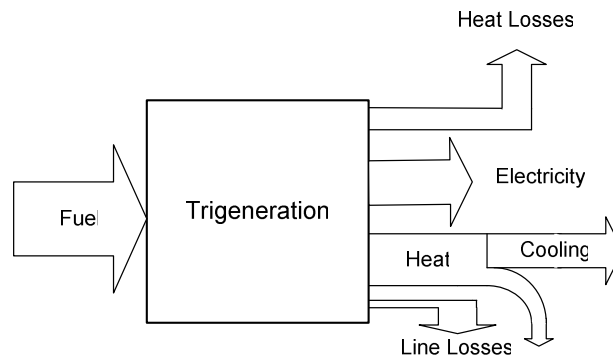 Heat Losses
Electricity
Fuel
Trigeneration
Heat
Cooling
Line Losses